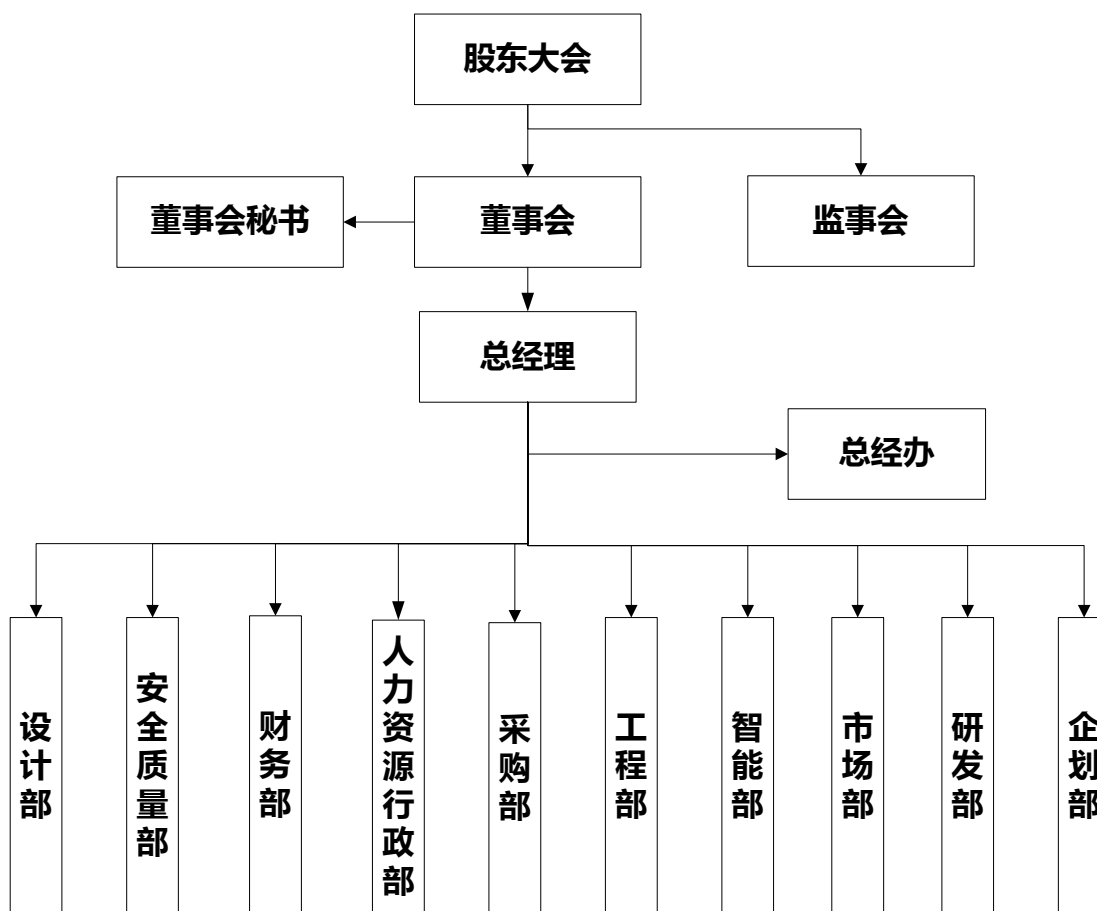 股东大会
董事会秘书
董事会
监事会
总经理
总经办
设计部
安全质量部
财务部
人力资源行政部
采购部
工程部
智能部
市场部
研发部
企划部